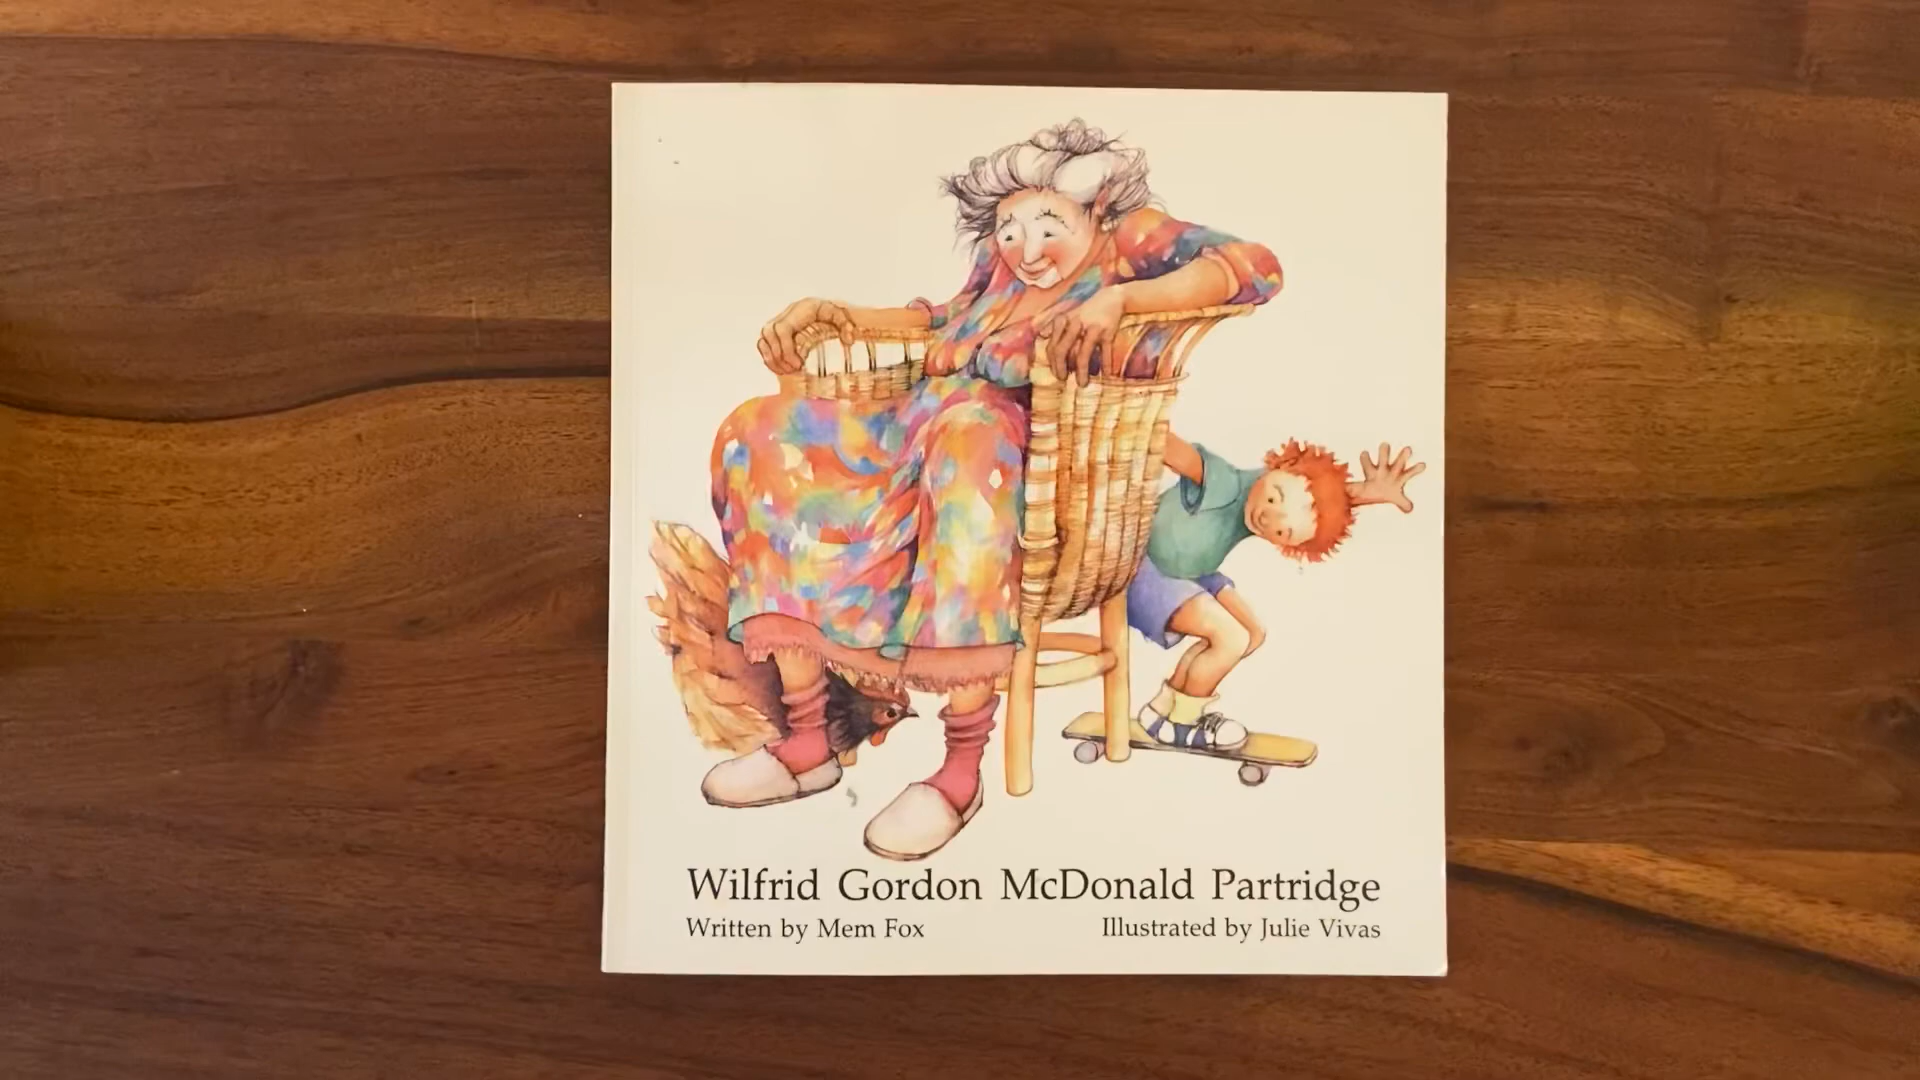 Wilfrid Gordon McDonald Partridge
Written by Mem Fox
Illustrated by Julie Vivas